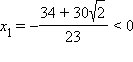 x₁ = −(34 + 30√2)/23 < 0